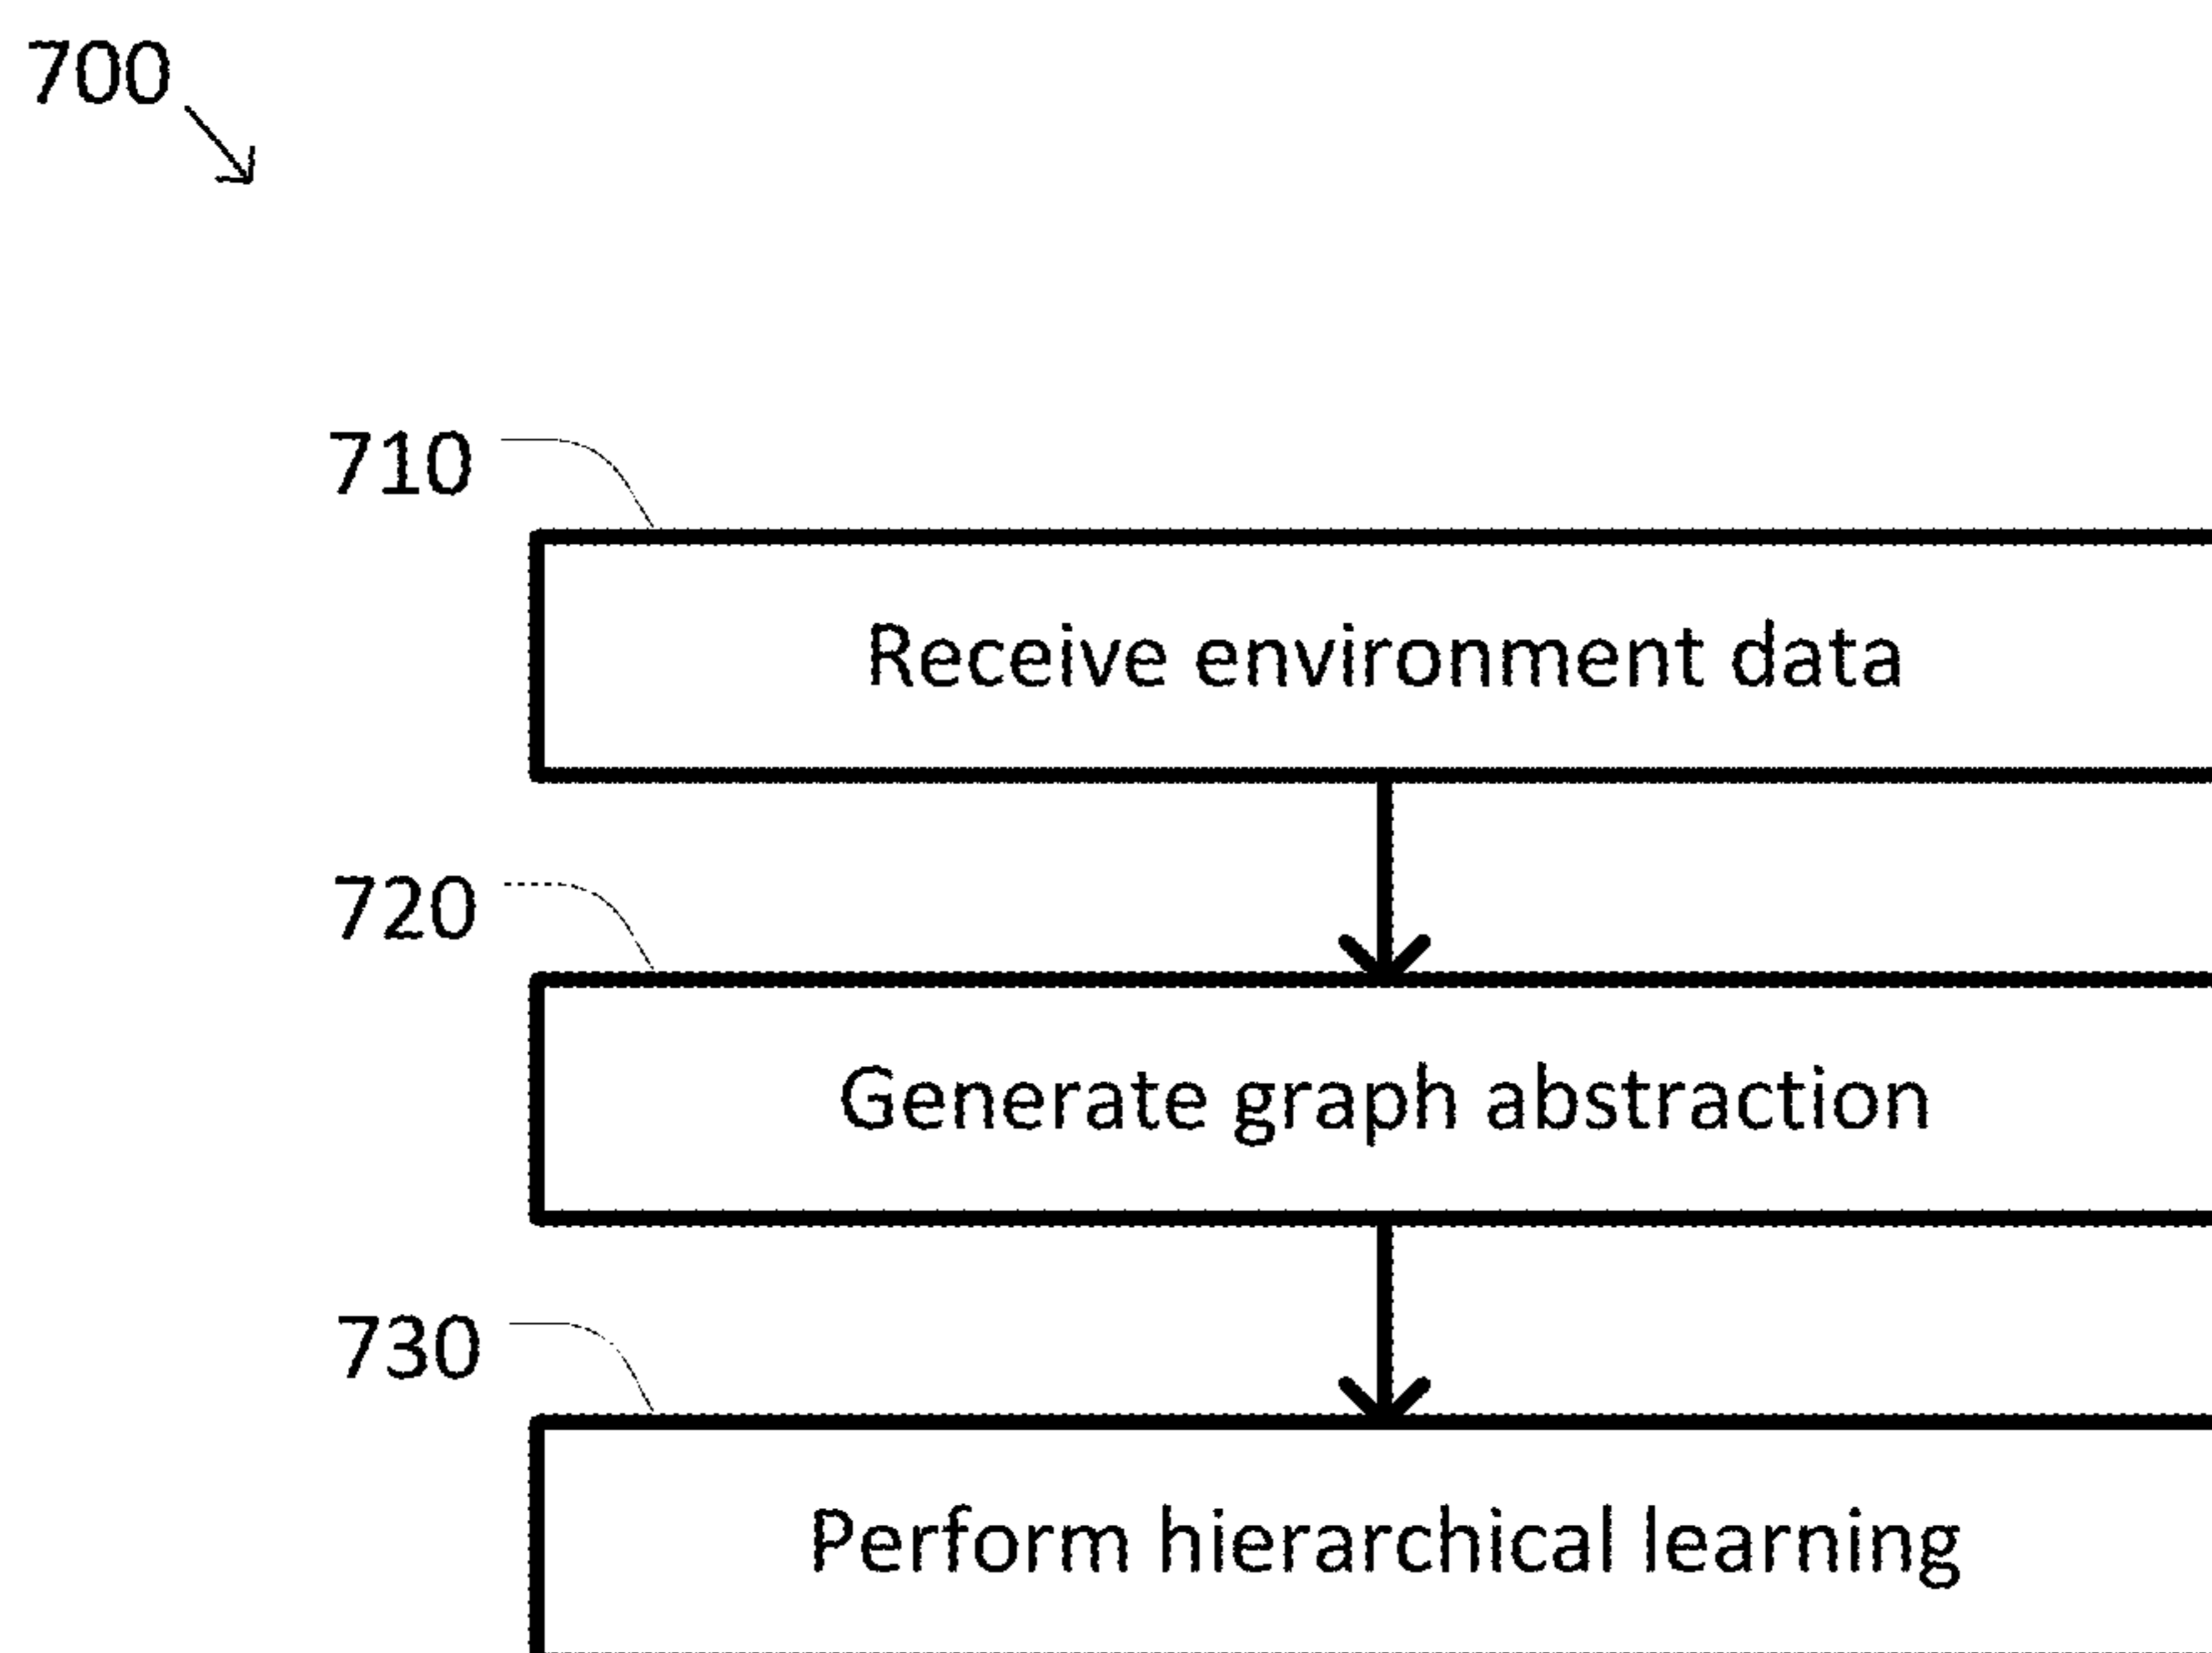 700
710
Receive environment data
720
Generate graph abstraction
730
Perform hierarchical learning